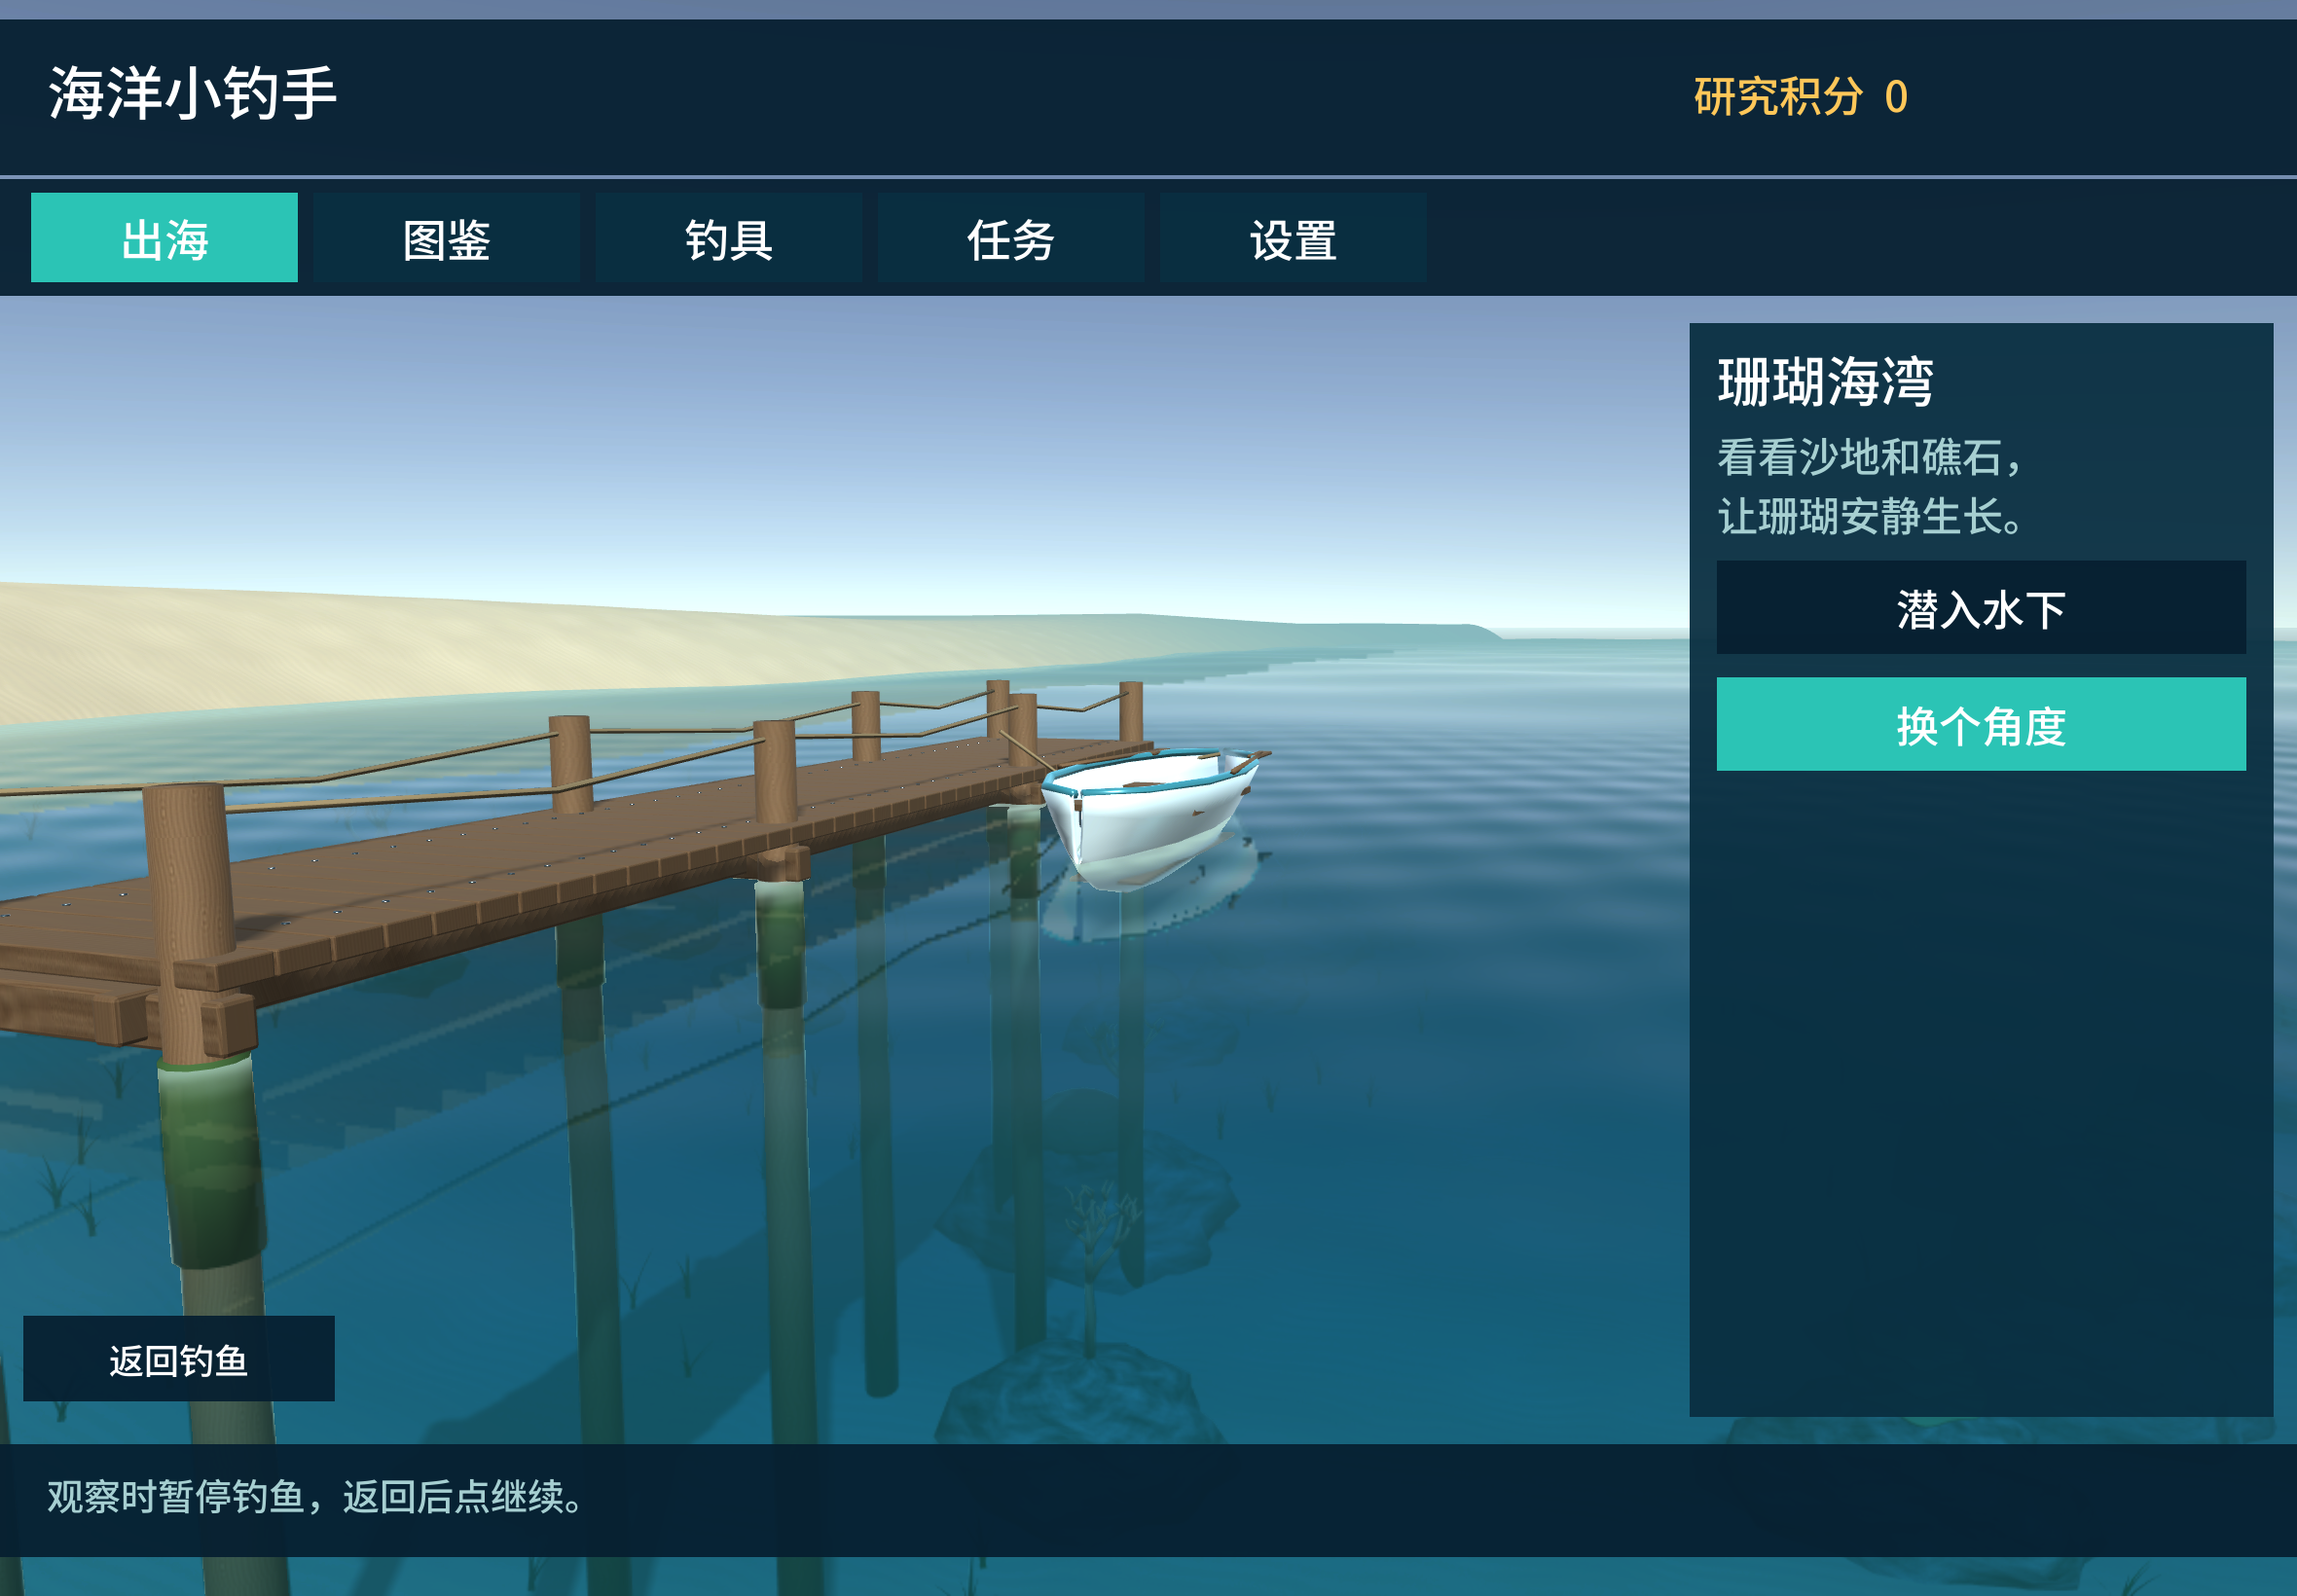 海洋小钓手
研究积分 0
出海
图鉴
钓具
任务
设置
珊瑚海湾
看看沙地和礁石，
让珊瑚安静生长。
潜入水下
换个角度
返回钓鱼
观察时暂停钓鱼，返回后点继续。